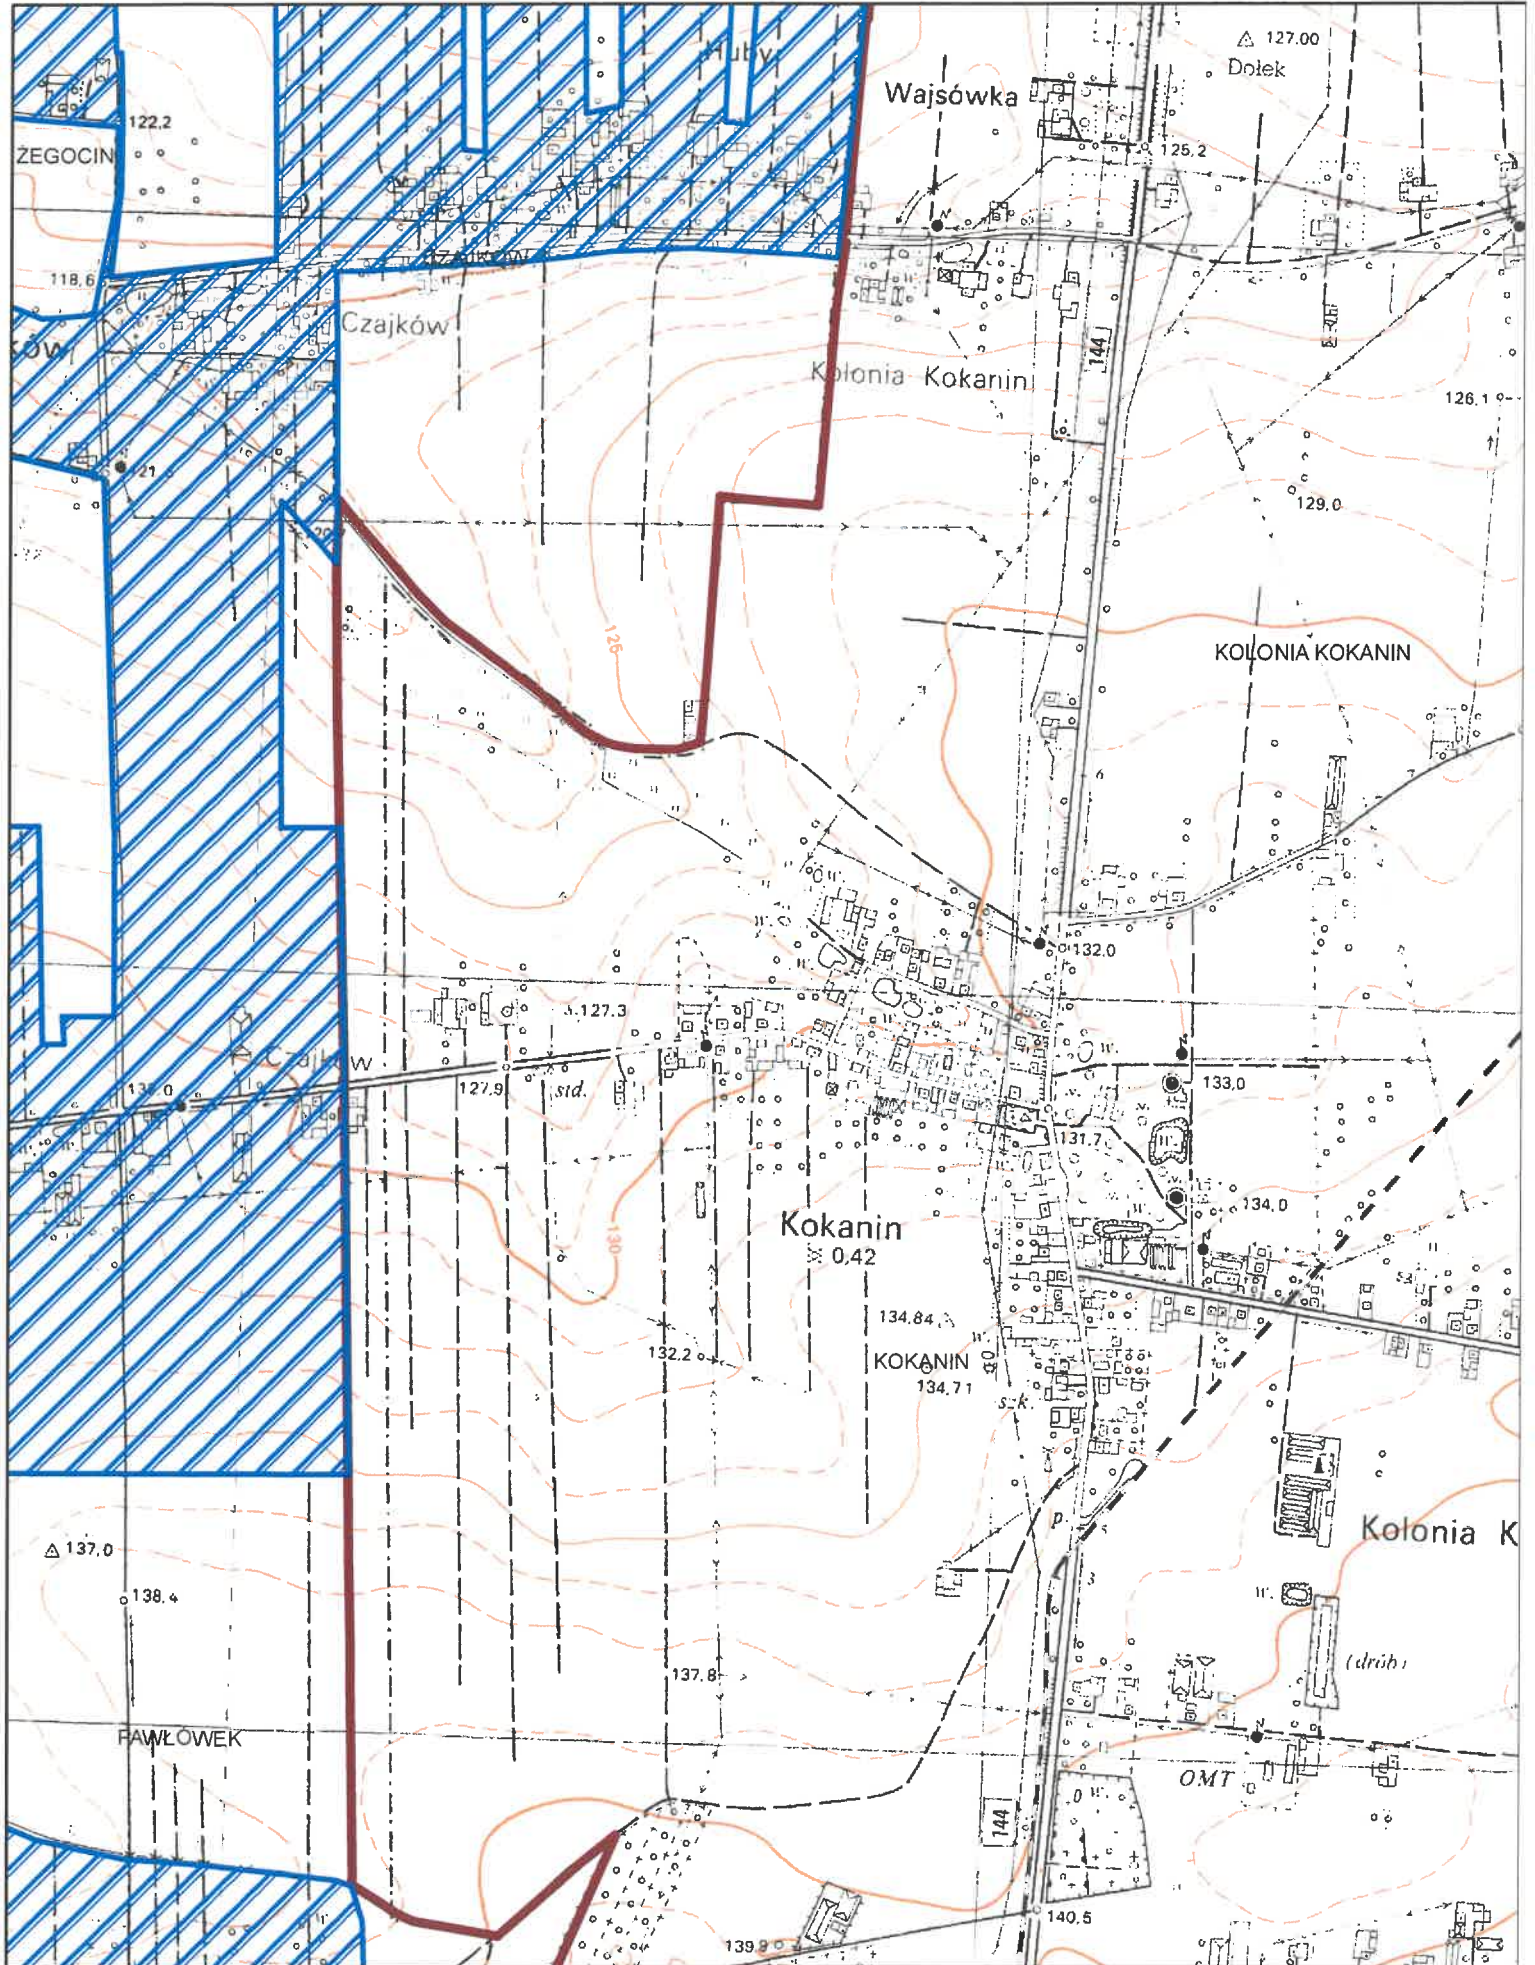 Huby
127.00
Dołek
Wajsówka
122,2
ŻEGOCIN
125,2
118,6
Czajków
144
Kolonia Kokanin
126,1
129,0
125
KOLONIA KOKANIN
132,0
127.3
Czajków
127,9
std.
133,0
131.7
134,0
Kokanin
0,42
130
134.84
132,2
KOKANIN
134.71
s-k.
p.
Kolonia K
137,0
138.4
W.
(drób)
137,8
PAWŁÓWEK
OMT
144
140,5
139,9